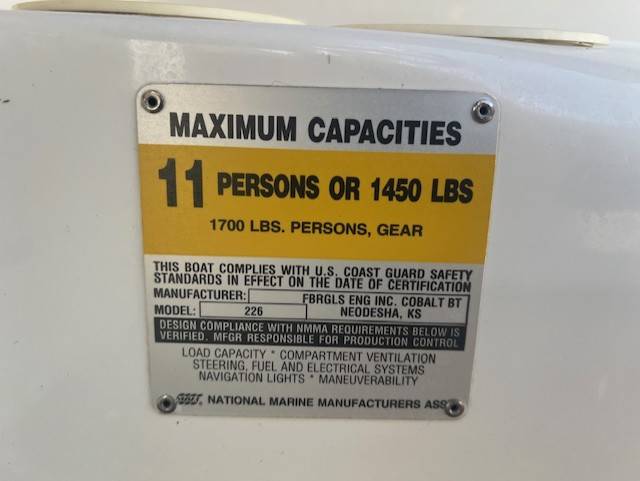 MAXIMUM CAPACITIES
11 PERSONS OR 1450 LBS
1700 LBS. PERSONS, GEAR
THIS BOAT COMPLIES WITH U.S. COAST GUARD SAFETY
STANDARDS IN EFFECT ON THE DATE OF CERTIFICATION
MANUFACTURER: FBRGLS ENG INC. COBALT BT
MODEL: 226 NEODESHA, KS
DESIGN COMPLIANCE WITH NMMA REQUIREMENTS BELOW IS
VERIFIED. MFGR RESPONSIBLE FOR PRODUCTION CONTROL
LOAD CAPACITY * COMPARTMENT VENTILATION
STEERING, FUEL AND ELECTRICAL SYSTEMS
NAVIGATION LIGHTS * MANEUVERABILITY
NATIONAL MARINE MANUFACTURERS ASS